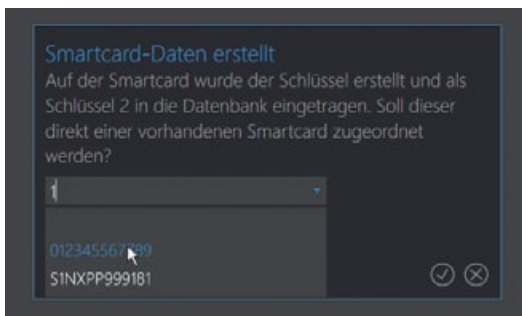 Smartcard-Daten erstellt
Auf der Smartcard wurde der Schlüssel erstellt und als
Schlüssel 2 in die Datenbank eingetragen. Soll dieser
direkt einer vorhandenen Smartcard zugeordnet
werden?
1
012345567789
S1NXPP999181